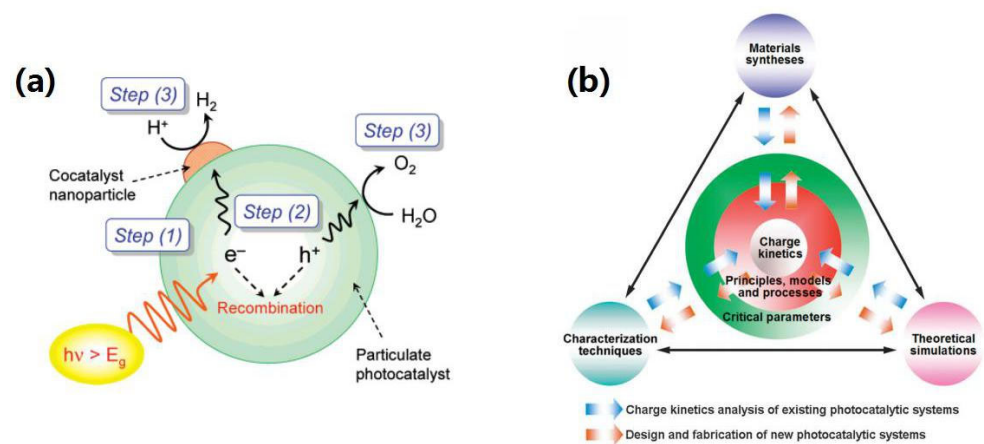 (a)
Step (3)
H₂
H⁺
Step (3)
O₂
Cocatalyst
nanoparticle
Step (2)
H₂O
Step (1)
e⁻
h⁺
Recombination
hν > E₉
Particulate
photocatalyst
(b)
Materials
syntheses
Charge
kinetics
Principles, models
and processes
Critical parameters
Characterization
techniques
Theoretical
simulations
Charge kinetics analysis of existing photocatalytic systems
Design and fabrication of new photocatalytic systems